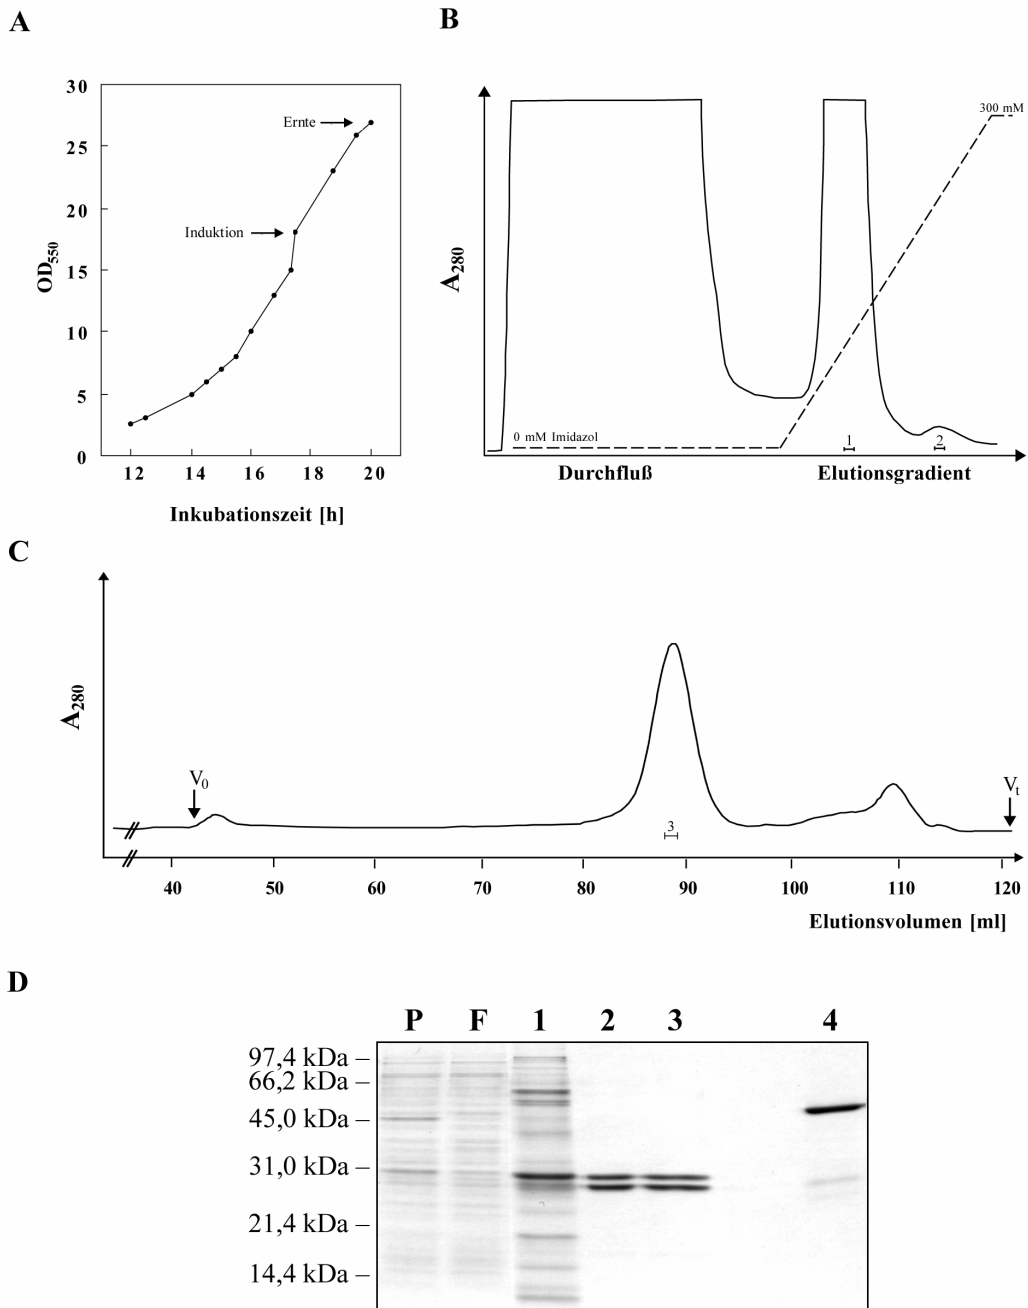 A
30
25
20
15
10
5
0
OD550
Ernte
Induktion
12 14 16 18 20
Inkubationszeit [h]
B
A280
300 mM
0 mM Imidazol
1 2
Durchfluß Elutionsgradient
C
A280
V0
Vt
3
40 50 60 70 80 90 100 110 120
Elutionsvolumen [ml]
D
P F 1 2 3 4
97,4 kDa –
66,2 kDa –
45,0 kDa –
31,0 kDa –
21,4 kDa –
14,4 kDa –